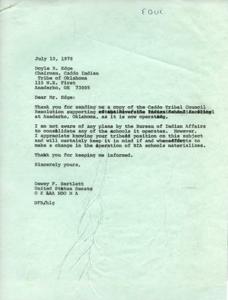 EDUC
July 10, 1978
Doyle R. Edge
Chairman, Caddo Indian
Tribe of Oklahoma
115 N.E. First
Anadarko, OK 73005
Dear Mr. Edge:
Thank you for sending me a copy of the Caddo Tribal Council
Resolution supporting
at Anadarko, Oklahoma, as it is now operating.
I am not aware of any plans by the Bureau of Indian Affairs
to consolidate any of the schools it operates. However,
I appreciate knowing your tribe's position on this subject
and will certainly keep it in mind if and when efforts to
make a change in the operation of BIA schools materializes.
Thank you for keeping me informed.
Sincerely yours,
Dewey F. Bartlett
United States Senate
DFB/